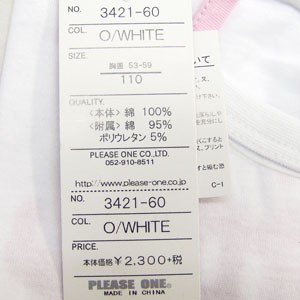 NO. 3421-60
COL. O/WHITE
SIZE.
胸囲 53-59
110
QUALITY.
〈本体〉綿 100%
〈附属〉綿 95%
ポリウレタン 5%
PLEASE ONE CO.,LTD.
052-910-8511
http://www.please-one.co.jp
NO. 3421-60
COL. O/WHITE
PRICE.
本体価格 ¥2,300+税
PLEASE ONE.
MADE IN CHINA
いて
C-1